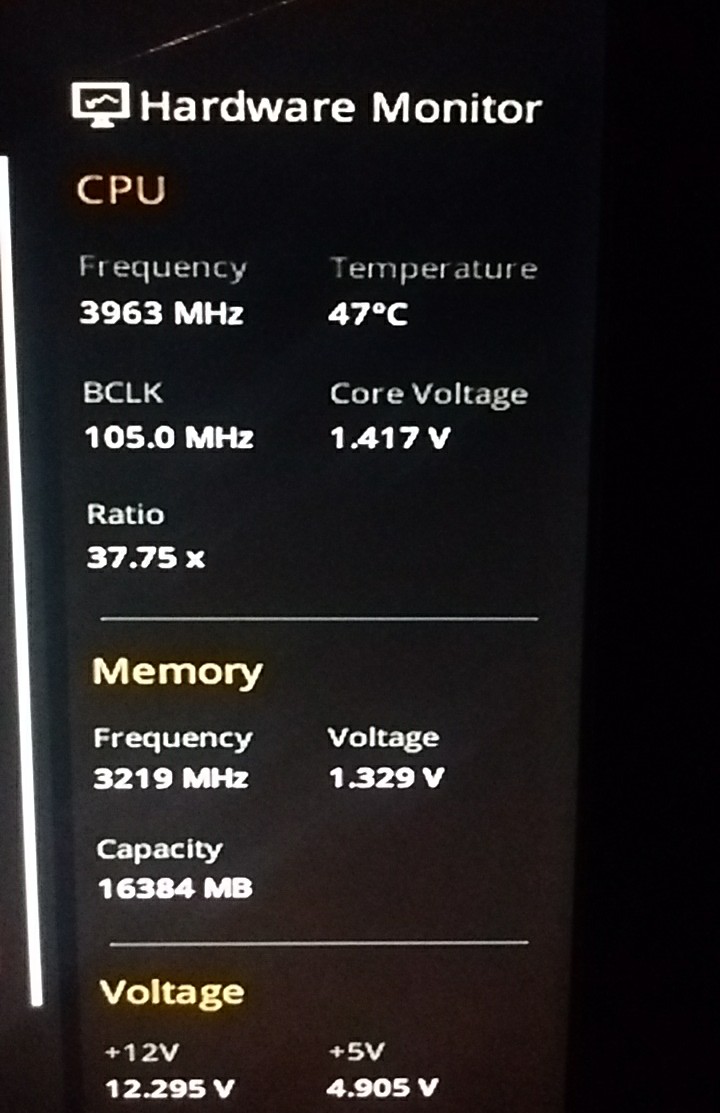 Hardware Monitor
CPU
Frequency Temperature
3963 MHz 47°C
BCLK Core Voltage
105.0 MHz 1.417 V
Ratio
37.75 x
Memory
Frequency Voltage
3219 MHz 1.329 V
Capacity
16384 MB
Voltage
+12V +5V
12.295 V 4.905 V